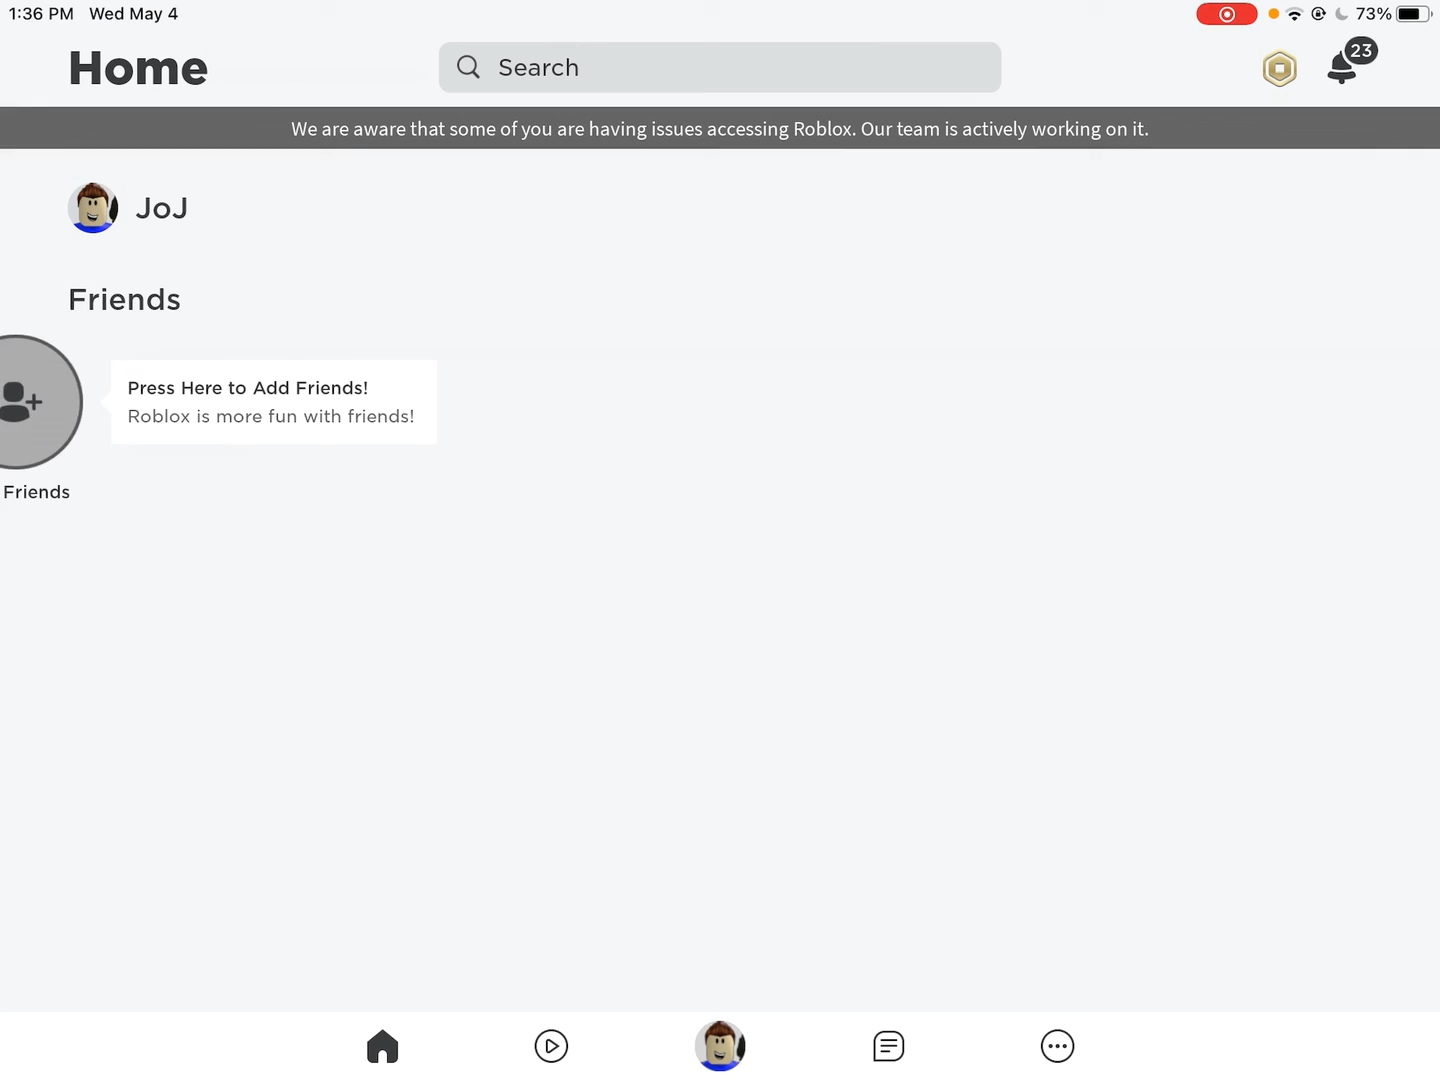 1:36 PM Wed May 4
73%
Home
Search
23
We are aware that some of you are having issues accessing Roblox. Our team is actively working on it.
JoJ
Friends
Press Here to Add Friends!
Roblox is more fun with friends!
Friends